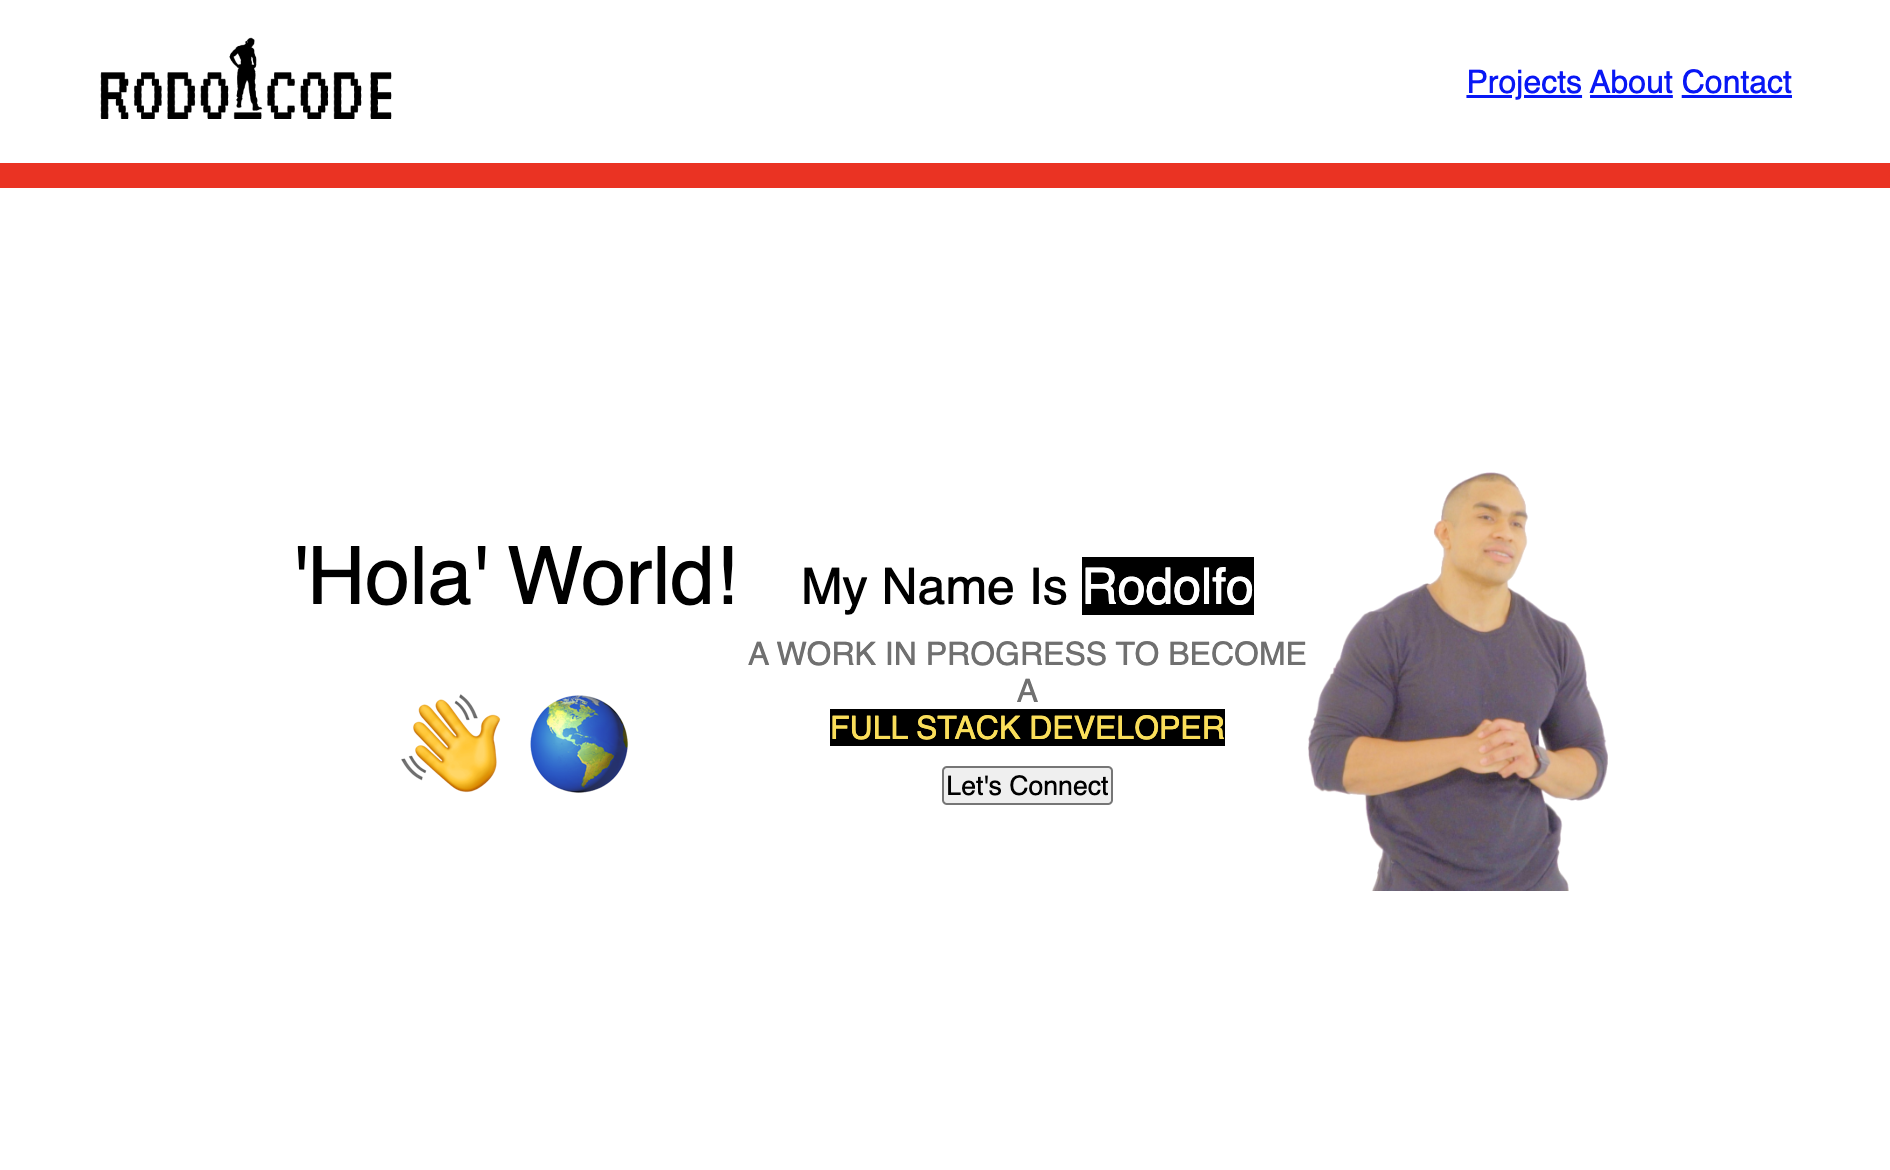 RODO CODE
Projects About Contact
'Hola' World!
My Name Is Rodolfo
A WORK IN PROGRESS TO BECOME
A
FULL STACK DEVELOPER
Let's Connect